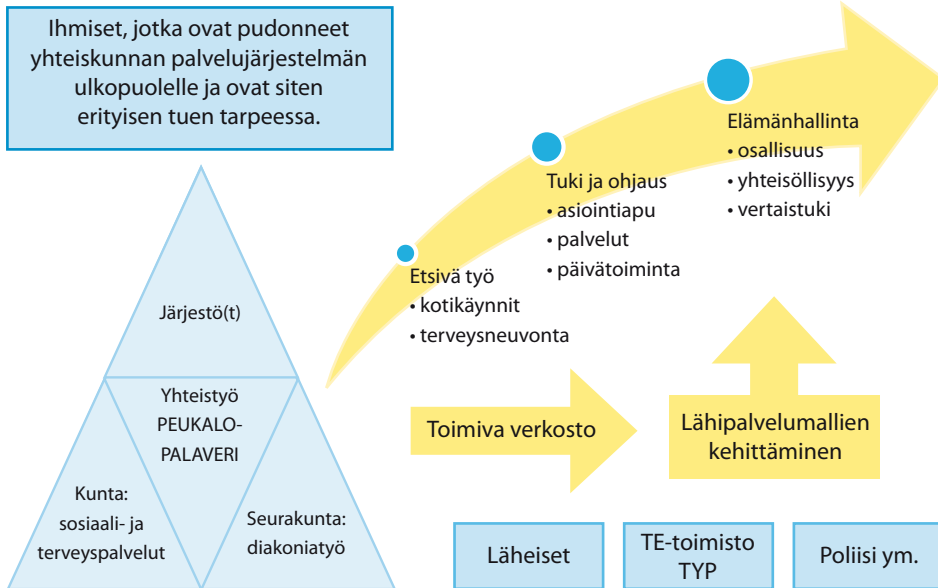 Ihmiset, jotka ovat pudonneet
yhteiskunnan palvelujärjestelmän
ulkopuolelle ja ovat siten
erityisen tuen tarpeessa.
Elämänhallinta
• osallisuus
• yhteisöllisyys
• vertaistuki
Tuki ja ohjaus
• asiointiapu
• palvelut
• päivätoiminta
Etsivä työ
• kotikäynnit
• terveysneuvonta
Järjestö(t)
Yhteistyö
PEUKALO-
PALAVERI
Kunta:
sosiaali- ja
terveyspalvelut
Seurakunta:
diakoniatyö
Toimiva verkosto
Lähipalvelumallien
kehittäminen
Läheiset
TE-toimisto
TYP
Poliisi ym.